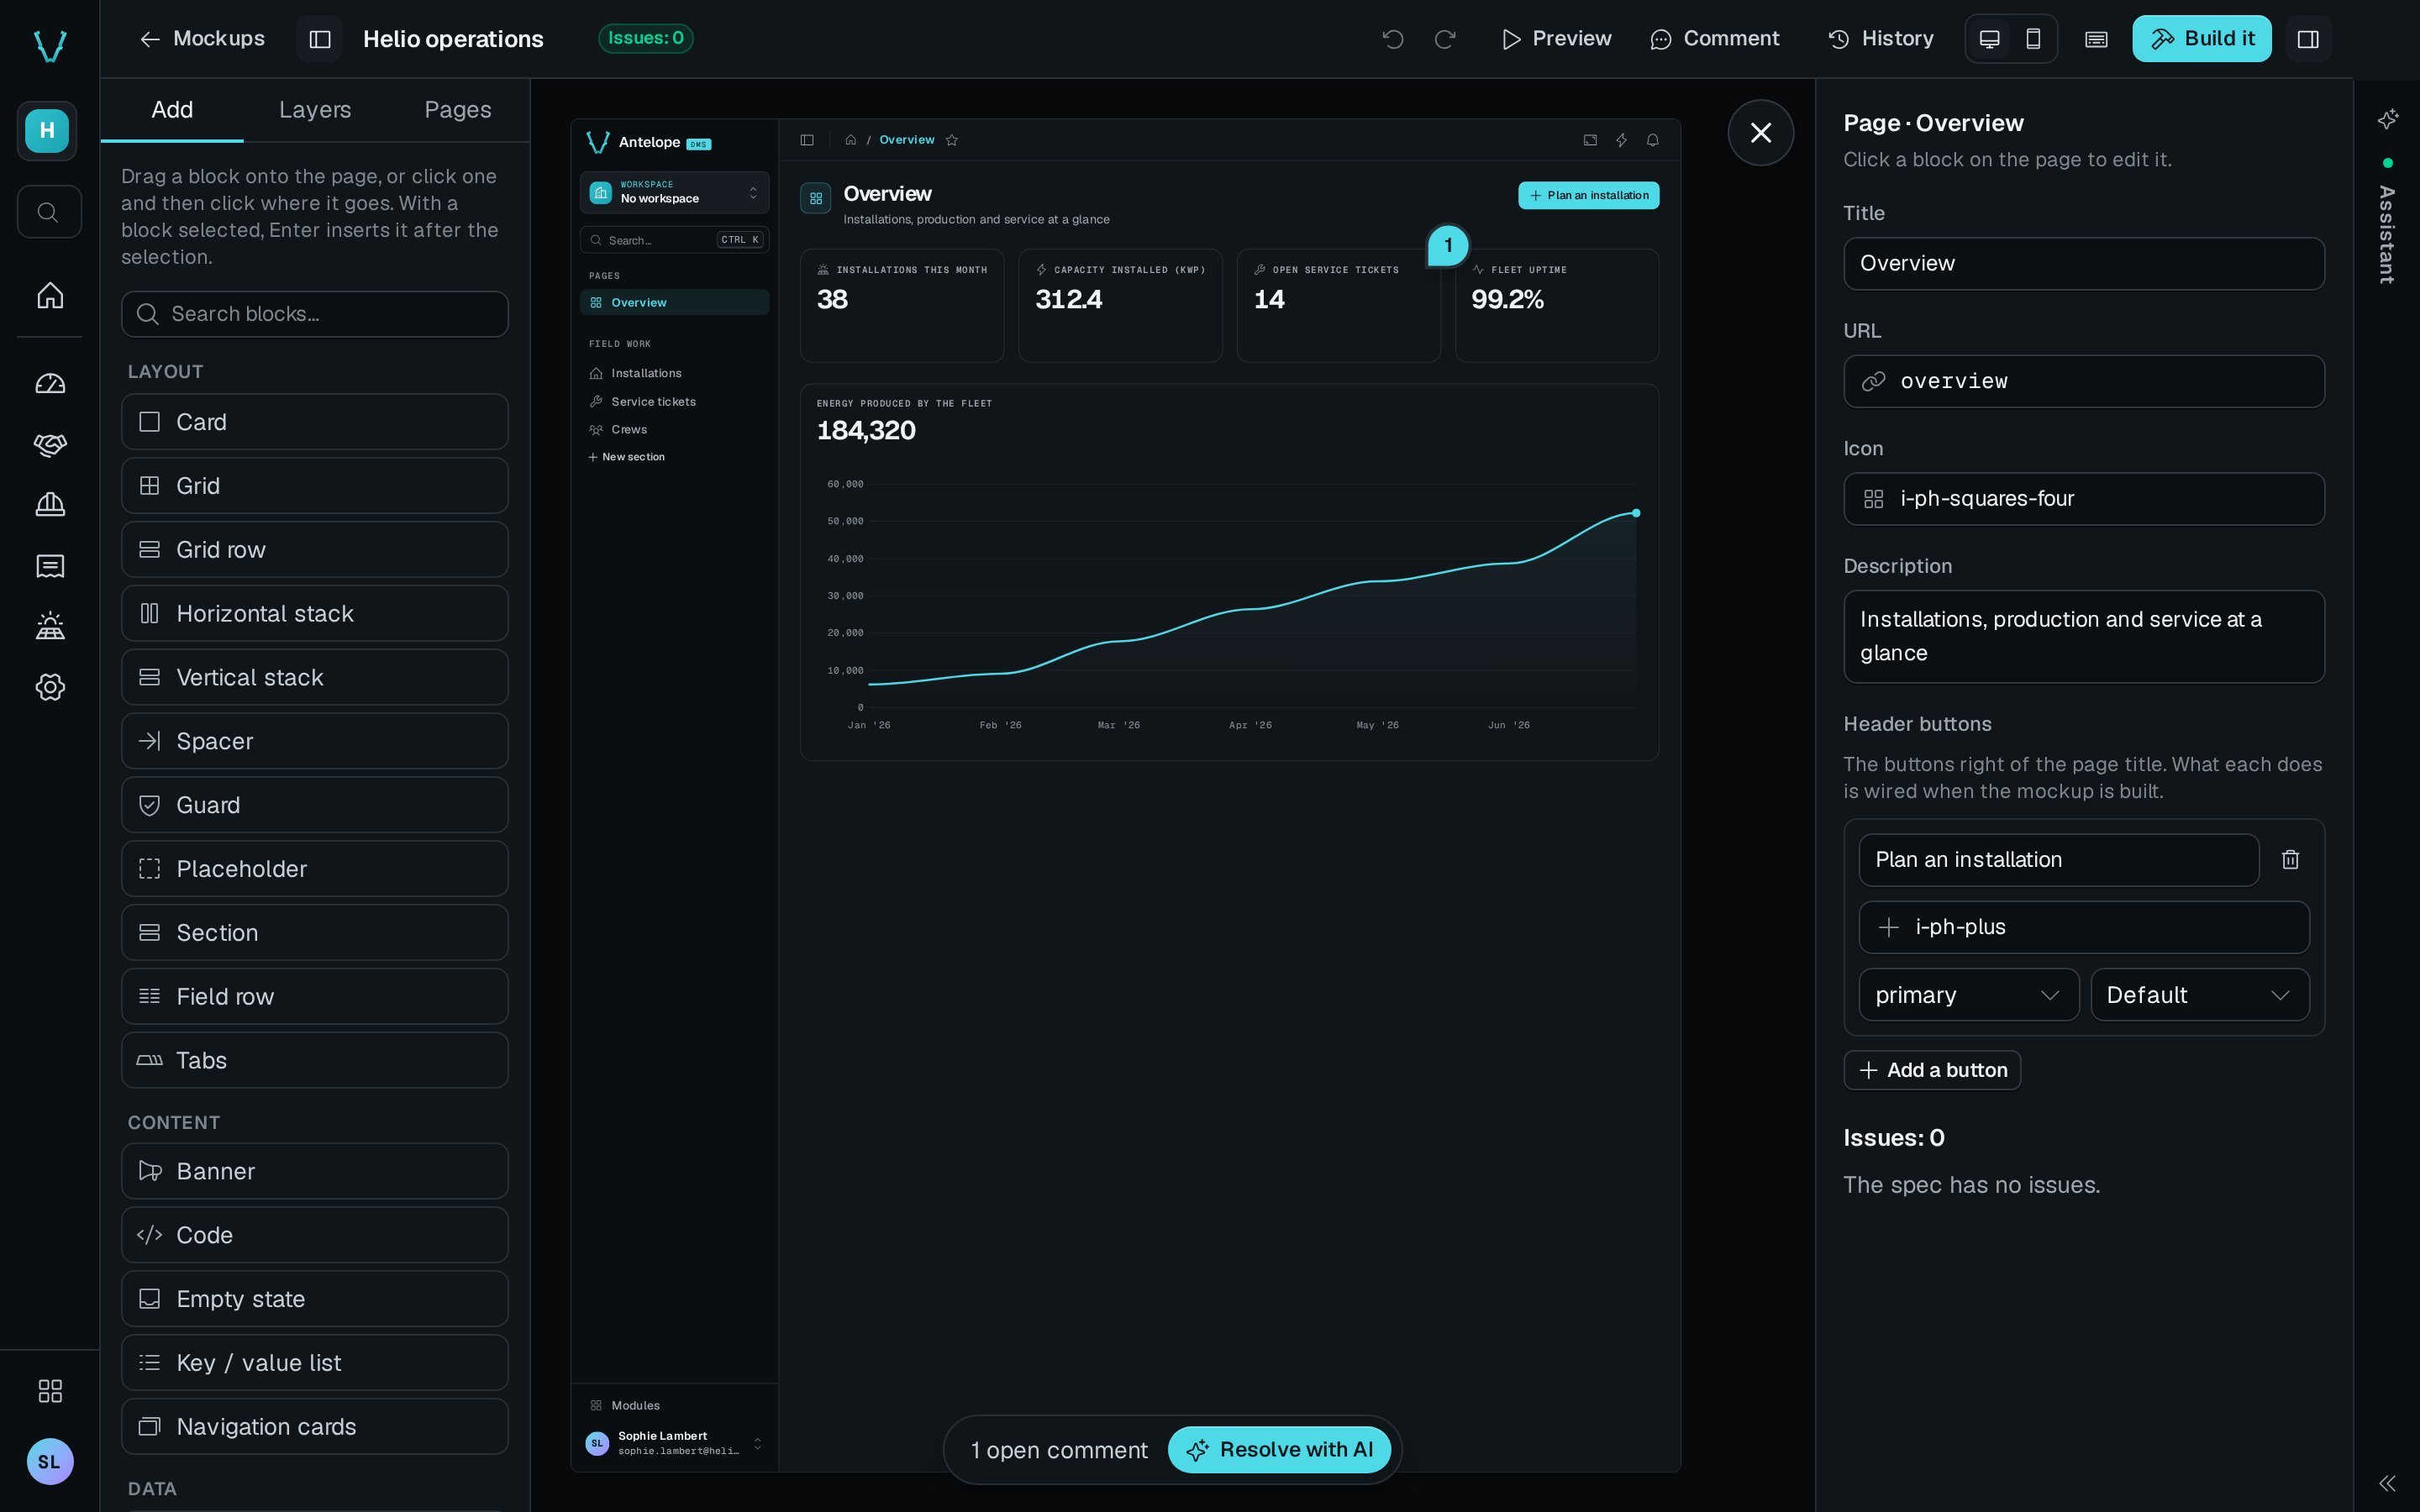 Mockups
Helio operations
Issues: 0
Preview
Comment
History
Build it
H
SL
Add
Layers
Pages
Drag a block onto the page, or click one
and then click where it goes. With a
block selected, Enter inserts it after the
selection.
Search blocks...
LAYOUT
Card
Grid
Grid row
Horizontal stack
Vertical stack
Spacer
Guard
Placeholder
Section
Field row
Tabs
CONTENT
Banner
Code
Empty state
Key / value list
Navigation cards
DATA
Antelope DMS
WORKSPACE
No workspace
Search... CTRL K
PAGES
Overview
FIELD WORK
Installations
Service tickets
Crews
New section
Modules
SL
Sophie Lambert
sophie.lambert@heli...
/ Overview
Overview
Installations, production and service at a glance
Plan an installation
1
INSTALLATIONS THIS MONTH
38
CAPACITY INSTALLED (KWP)
312.4
OPEN SERVICE TICKETS
14
FLEET UPTIME
99.2%
ENERGY PRODUCED BY THE FLEET
184,320
60,000
50,000
40,000
30,000
20,000
10,000
0
Jan '26 Feb '26 Mar '26 Apr '26 May '26 Jun '26
1 open comment
Resolve with AI
Page · Overview
Click a block on the page to edit it.
Title
Overview
URL
overview
Icon
i-ph-squares-four
Description
Installations, production and service at a
glance
Header buttons
The buttons right of the page title. What each does
is wired when the mockup is built.
Plan an installation
i-ph-plus
primary
Default
Add a button
Issues: 0
The spec has no issues.
Assistant